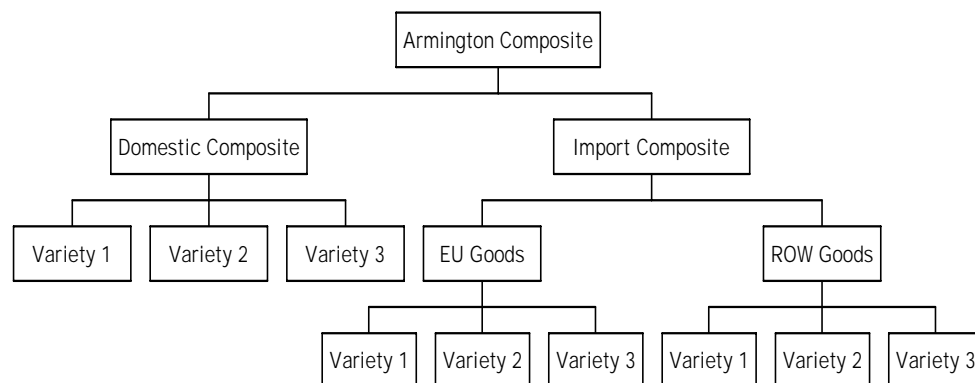 Armington Composite
Domestic Composite
Import Composite
Variety 1
Variety 2
Variety 3
EU Goods
ROW Goods
Variety 1
Variety 2
Variety 3
Variety 1
Variety 2
Variety 3